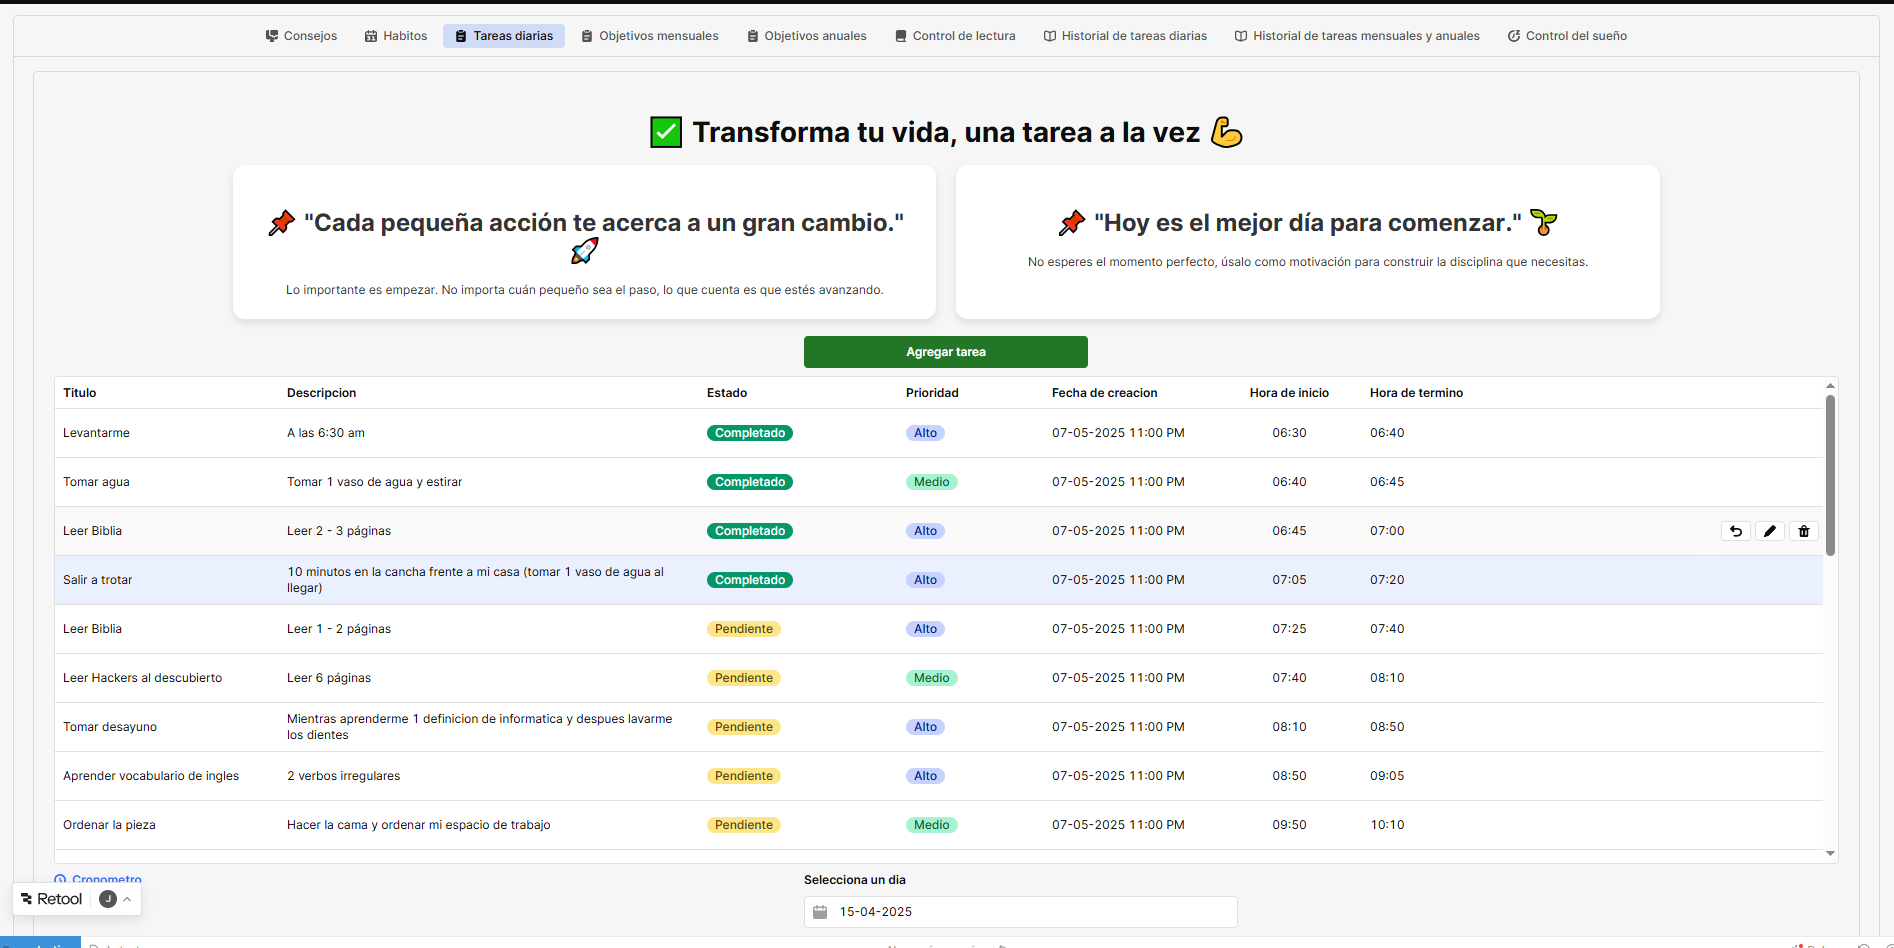 Consejos Habitos Tareas diarias Objetivos mensuales Objetivos anuales Control de lectura Historial de tareas diarias Historial de tareas mensuales y anuales Control del sueño
✅ Transforma tu vida, una tarea a la vez 💪
📌 "Cada pequeña acción te acerca a un gran cambio."
🚀
Lo importante es empezar. No importa cuán pequeño sea el paso, lo que cuenta es que estés avanzando.
📌 "Hoy es el mejor día para comenzar." 🌱
No esperes el momento perfecto, úsalo como motivación para construir la disciplina que necesitas.
Agregar tarea
Titulo Descripcion Estado Prioridad Fecha de creacion Hora de inicio Hora de termino
Levantarme A las 6:30 am Completado Alto 07-05-2025 11:00 PM 06:30 06:40
Tomar agua Tomar 1 vaso de agua y estirar Completado Medio 07-05-2025 11:00 PM 06:40 06:45
Leer Biblia Leer 2 - 3 páginas Completado Alto 07-05-2025 11:00 PM 06:45 07:00
Salir a trotar 10 minutos en la cancha frente a mi casa (tomar 1 vaso de agua al
llegar) Completado Alto 07-05-2025 11:00 PM 07:05 07:20
Leer Biblia Leer 1 - 2 páginas Pendiente Alto 07-05-2025 11:00 PM 07:25 07:40
Leer Hackers al descubierto Leer 6 páginas Pendiente Medio 07-05-2025 11:00 PM 07:40 08:10
Tomar desayuno Mientras aprenderme 1 definicion de informatica y despues lavarme
los dientes Pendiente Alto 07-05-2025 11:00 PM 08:10 08:50
Aprender vocabulario de ingles 2 verbos irregulares Pendiente Alto 07-05-2025 11:00 PM 08:50 09:05
Ordenar la pieza Hacer la cama y ordenar mi espacio de trabajo Pendiente Medio 07-05-2025 11:00 PM 09:50 10:10
Cronometro
Selecciona un dia
Retool J
15-04-2025